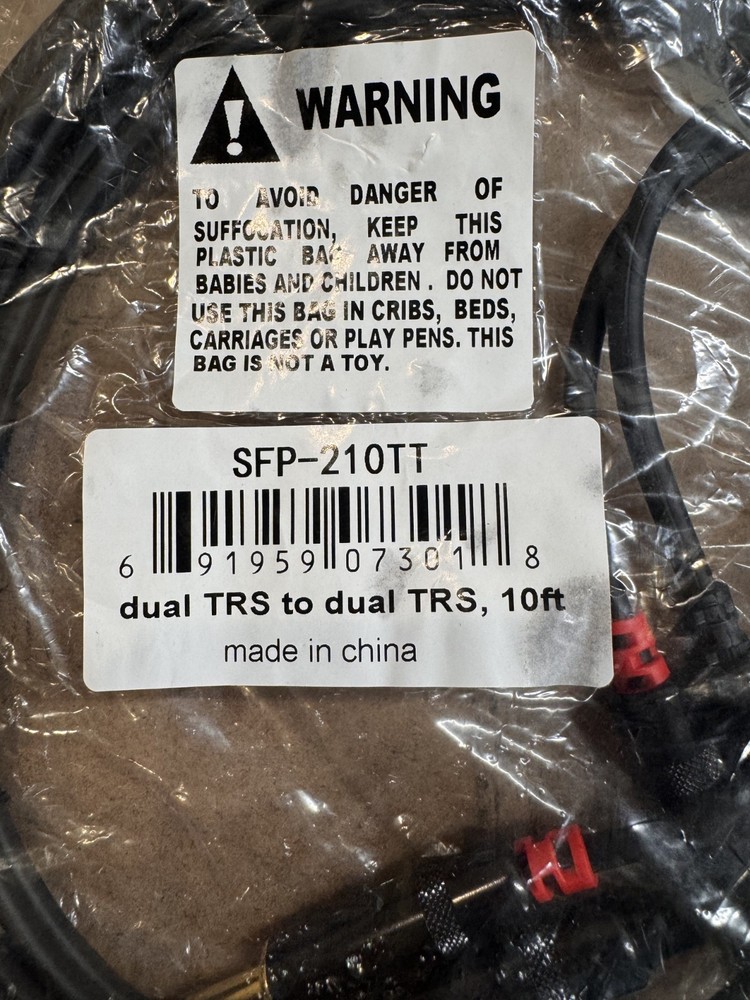 WARNING
TO AVOID DANGER OF
SUFFOCATION, KEEP THIS
PLASTIC BAG AWAY FROM
BABIES AND CHILDREN . DO NOT
USE THIS BAG IN CRIBS, BEDS,
CARRIAGES OR PLAY PENS. THIS
BAG IS NOT A TOY.
SFP-210TT
6 91959 07301 8
dual TRS to dual TRS, 10ft
made in china